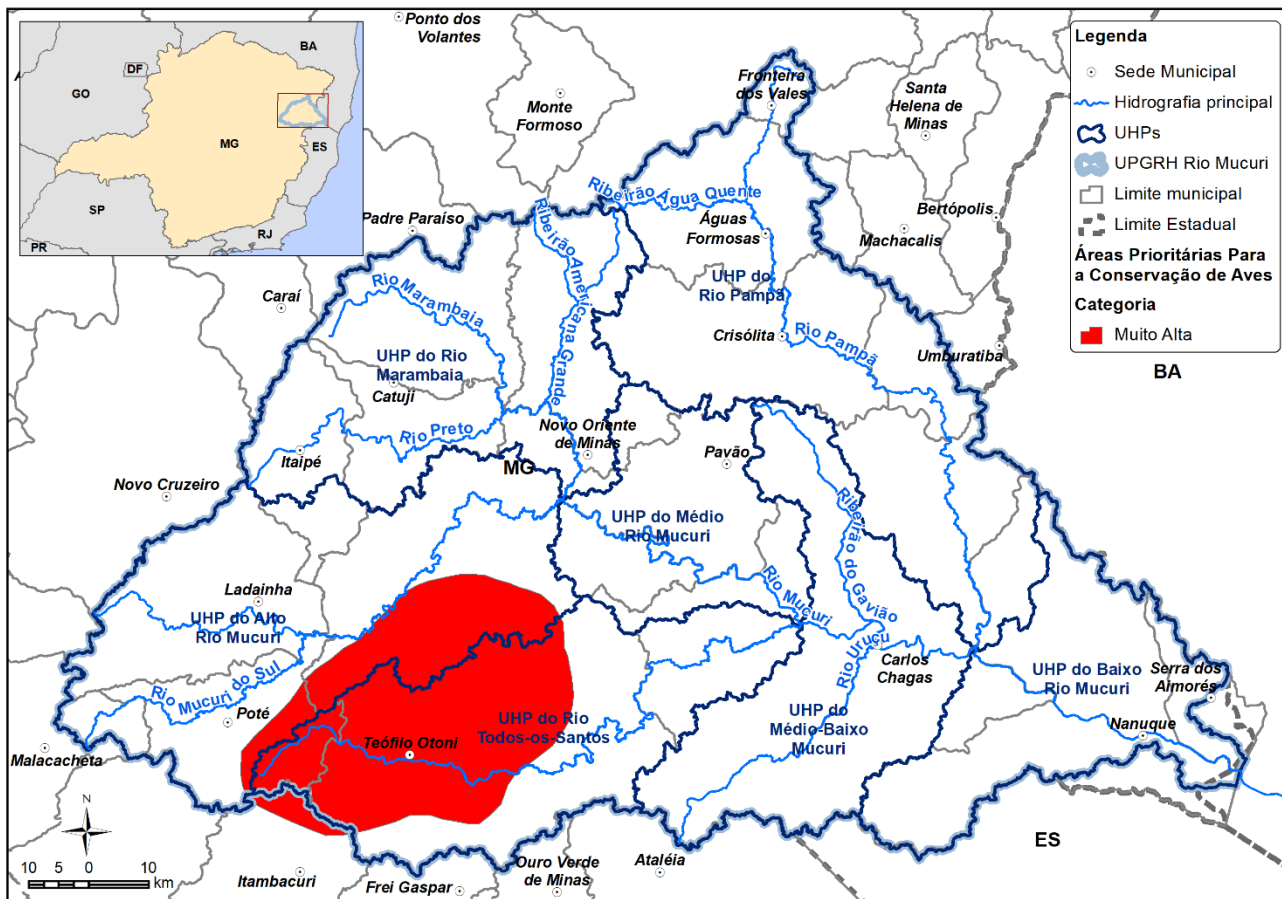 Ponto dos
Volantes
BA
DF
GO
MG
ES
SP
RJ
PR
Legenda
Sede Municipal
Hidrografia principal
UHPs
UPGRH Rio Mucuri
Limite municipal
Limite Estadual
Áreas Prioritárias Para
a Conservação de Aves
Categoria
Muito Alta
Fronteira
dos Vales
Monte
Formoso
Santa
Helena de
Minas
Ribeirão Água Quente
Padre Paraíso
Águas
Formosas
Bertópolis
Machacalis
Ribeirão Americana Grande
UHP do
Rio Pampã
Rio Marambaia
Caraí
Crisólita
Rio Pampã
Umburatiba
BA
UHP do Rio
Marambaia
Catuji
Rio Preto
Novo Oriente
de Minas
Itaipé
MG
Pavão
Novo Cruzeiro
Ribeirão do Gavião
UHP do Médio
Rio Mucuri
Ladainha
UHP do Alto
Rio Mucuri
Rio Mucuri
Rio Uruçu
Carlos
Chagas
Rio Mucuri do Sul
Poté
UHP do Baixo
Rio Mucuri
Serra dos
Aimorés
UHP do Rio
Todos-os-Santos
UHP do
Médio-Baixo
Mucuri
Nanuque
Malacacheta
Teófilo Otoni
N
ES
10 5 0 10
km
Itambacuri
Frei Gaspar
Ouro Verde
de Minas
Ataléia